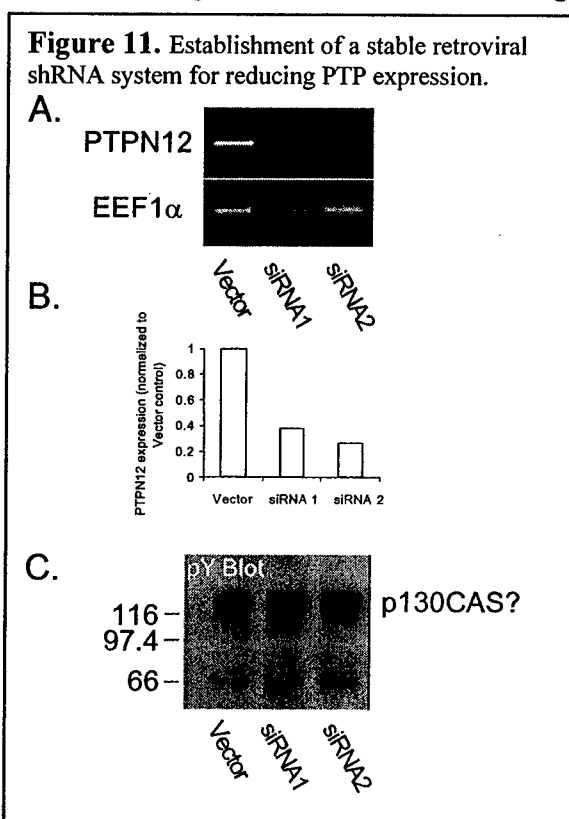 Figure 11. Establishment of a stable retroviral
shRNA system for reducing PTP expression.
A.
PTPN12
EEF1α
Vector
siRNA1
siRNA2
B.
PTPN12 expression (normalized to
Vector control)
1
0.8
0.6
0.4
0.2
0
Vector siRNA 1 siRNA 2
C.
pY Blot
p130CAS?
116
97.4
66
Vector
siRNA1
siRNA2